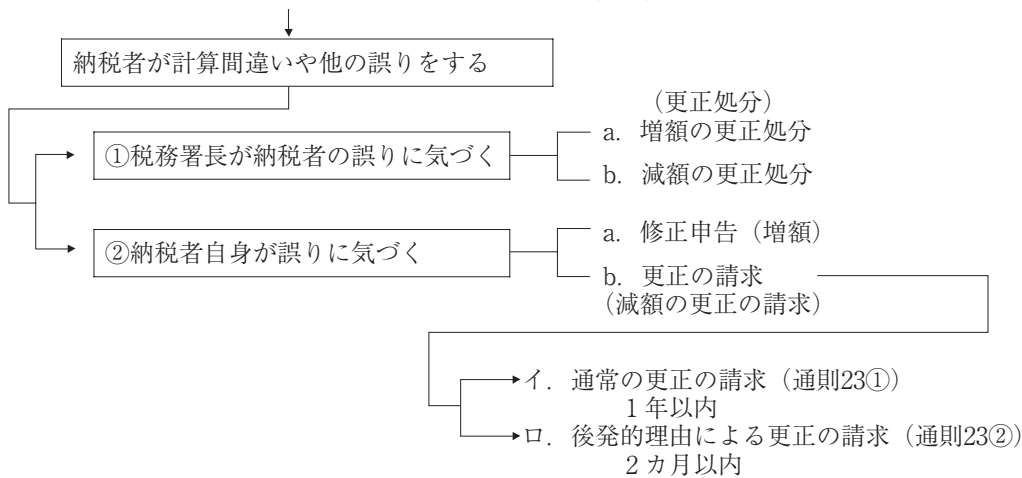 納税者が計算間違いや他の誤りをする
（更正処分）
①税務署長が納税者の誤りに気づく
a. 増額の更正処分
b. 減額の更正処分
②納税者自身が誤りに気づく
a. 修正申告（増額）
b. 更正の請求
（減額の更正の請求）
イ. 通常の更正の請求（通則23①）
1年以内
ロ. 後発的理由による更正の請求（通則23②）
2カ月以内